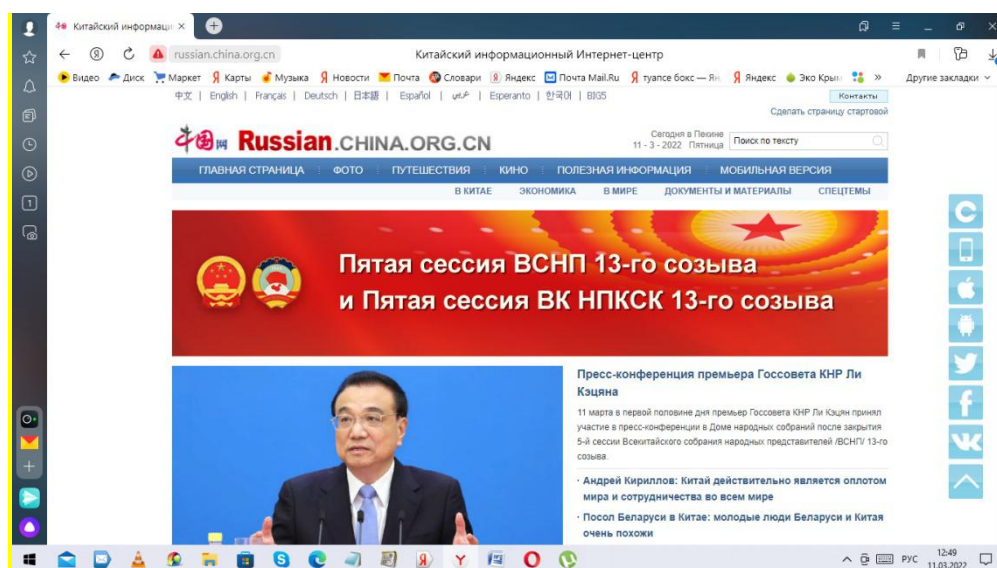 Китайский информаци
russian.china.org.cn
Китайский информационный Интернет-центр
Видео Диск Маркет Карты Музыка Новости Почта Словари Яндекс Почта Mail.Ru туапсе бокс — Ян Яндекс Эко Крым » Другие закладки
中文 | English | Français | Deutsch | 日本語 | Español | عربي | Esperanto | 한국어 | BIG5
Контакты
Сделать страницу стартовой
中国网 Russian.CHINA.ORG.CN
Сегодня в Пекине
11 - 3 - 2022 Пятница
Поиск по тексту
ГЛАВНАЯ СТРАНИЦА ФОТО ПУТЕШЕСТВИЯ КИНО ПОЛЕЗНАЯ ИНФОРМАЦИЯ МОБИЛЬНАЯ ВЕРСИЯ
В КИТАЕ ЭКОНОМИКА В МИРЕ ДОКУМЕНТЫ И МАТЕРИАЛЫ СПЕЦТЕМЫ
Пятая сессия ВСНП 13-го созыва
и Пятая сессия ВК НПКСК 13-го созыва
Пресс-конференция премьера Госсовета КНР Ли
Кэцяна
11 марта в первой половине дня премьер Госсовета КНР Ли Кэцян принял
участие в пресс-конференции в Доме народных собраний после закрытия
5-й сессии Всекитайского собрания народных представителей /ВСНП/ 13-го
созыва.
· Андрей Кириллов: Китай действительно является оплотом
мира и сотрудничества во всем мире
· Посол Беларуси в Китае: молодые люди Беларуси и Китая
очень похожи
РУС
12:49
11.03.2022